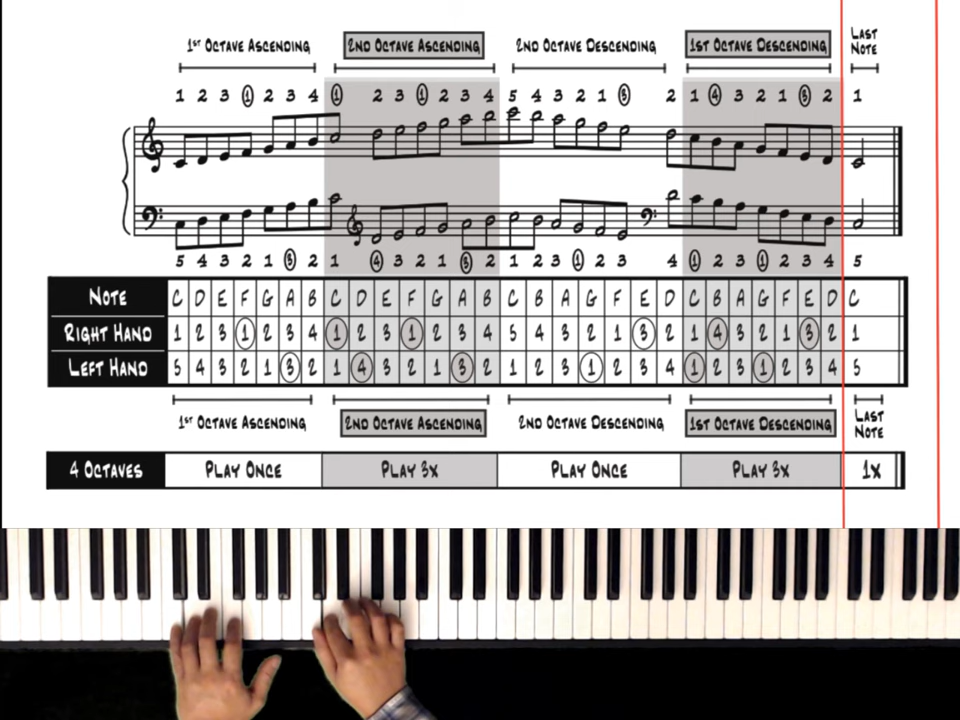 1st Octave Ascending 2nd Octave Ascending 2nd Octave Descending 1st Octave Descending Last Note
1 2 3 1 2 3 4 1 2 3 1 2 3 4 5 4 3 2 1 3 2 1 4 3 2 1 3 2 1
5 4 3 2 1 3 2 1 4 3 2 1 3 2 1 2 3 1 2 3 4 1 2 3 1 2 3 4 5
Note C D E F G A B C D E F G A B C B A G F E D C B A G F E D C
Right Hand 1 2 3 1 2 3 4 1 2 3 1 2 3 4 5 4 3 2 1 3 2 1 4 3 2 1 3 2 1
Left Hand 5 4 3 2 1 3 2 1 4 3 2 1 3 2 1 2 3 1 2 3 4 1 2 3 1 2 3 4 5
1st Octave Ascending 2nd Octave Ascending 2nd Octave Descending 1st Octave Descending Last Note
4 Octaves Play Once Play 3x Play Once Play 3x 1x